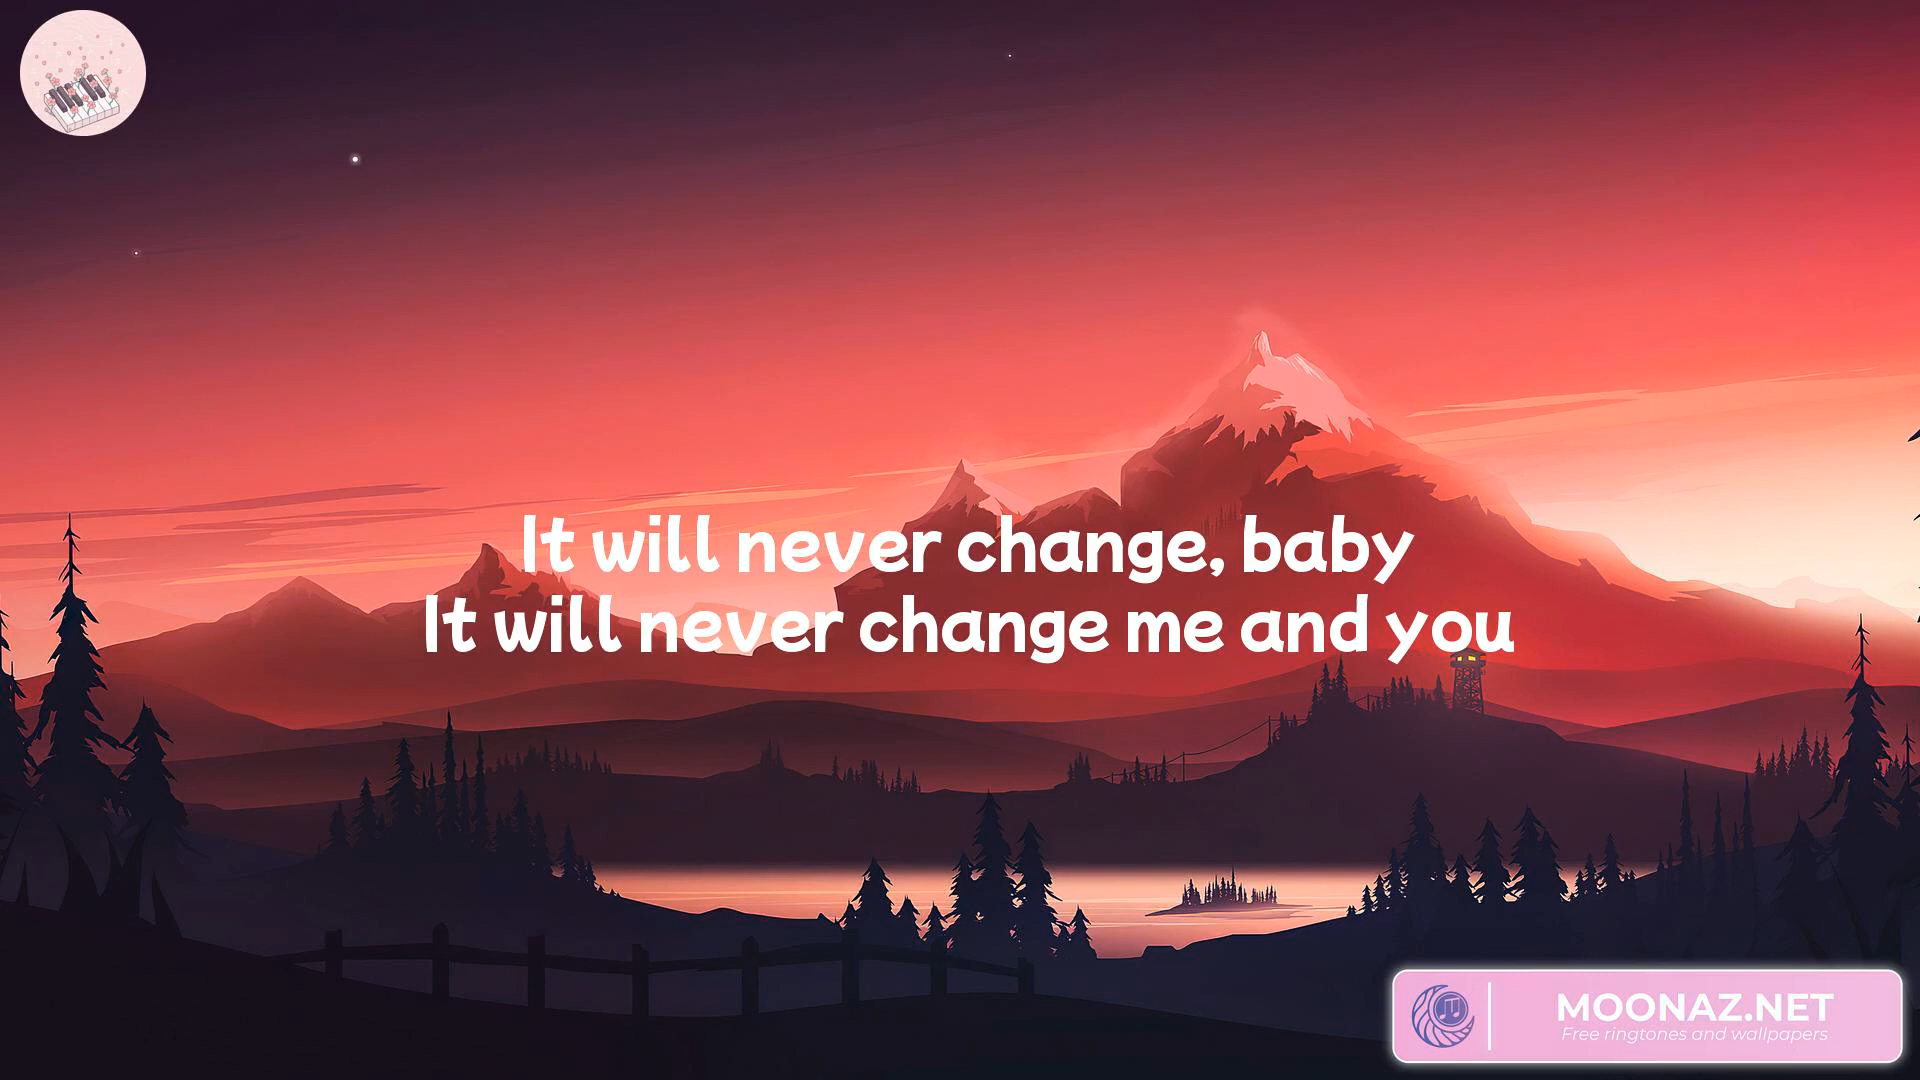 It will never change, baby
It will never change me and you
MOONAZ.NET
Free ringtones and wallpapers